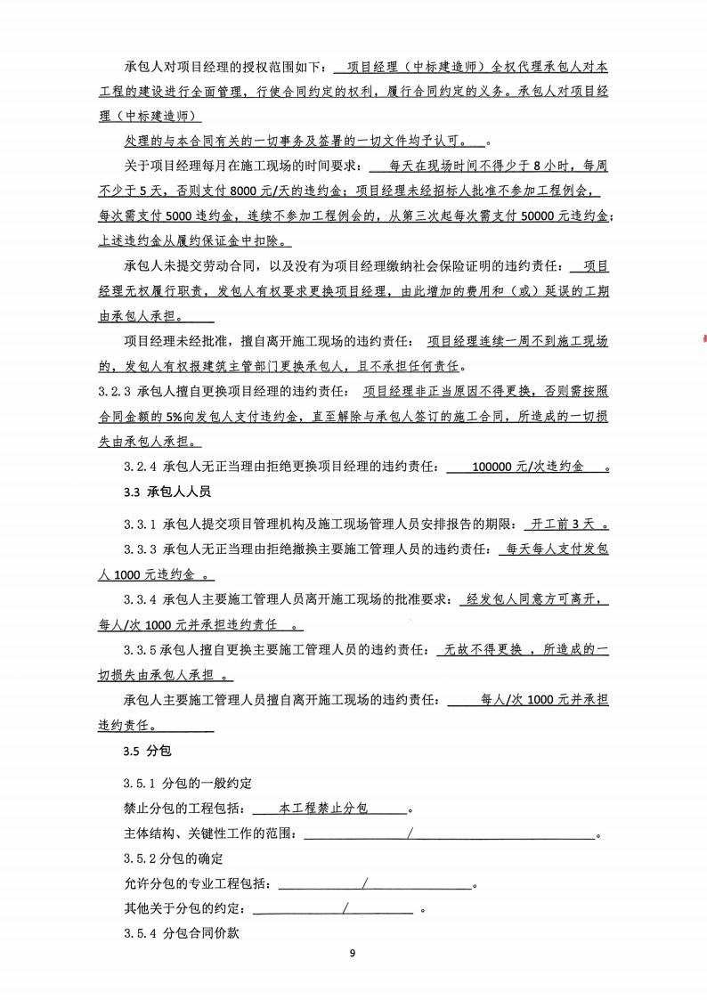 承包人对项目经理的授权范围如下： 项目经理（中标建造师）全权代理承包人对本
工程的建设进行全面管理，行使合同约定的权利，履行合同约定的义务。承包人对项目经
理（中标建造师）
处理的与本合同有关的一切事务及签署的一切文件均予认可。 。
关于项目经理每月在施工现场的时间要求： 每天在现场时间不得少于 8 小时，每周
不少于 5 天，否则支付 8000 元/天的违约金；项目经理未经招标人批准不参加工程例会，
每次需支付 5000 违约金，连续不参加工程例会的，从第三次起每次需支付 50000 元违约金；
上述违约金从履约保证金中扣除。
承包人未提交劳动合同，以及没有为项目经理缴纳社会保险证明的违约责任： 项目
经理无权履行职责，发包人有权要求更换项目经理，由此增加的费用和（或）延误的工期
由承包人承担。
项目经理未经批准，擅自离开施工现场的违约责任： 项目经理连续一周不到施工现场
的，发包人有权报建筑主管部门更换承包人，且不承担任何责任。
3.2.3 承包人擅自更换项目经理的违约责任： 项目经理非正当原因不得更换，否则需按照
合同金额的 5%向发包人支付违约金，直至解除与承包人签订的施工合同，所造成的一切损
失由承包人承担。
3.2.4 承包人无正当理由拒绝更换项目经理的违约责任： 100000 元/次违约金 。
3.3 承包人人员
3.3.1 承包人提交项目管理机构及施工现场管理人员安排报告的期限： 开工前 3 天 。
3.3.3 承包人无正当理由拒绝撤换主要施工管理人员的违约责任： 每天每人支付发包
人 1000 元违约金 。
3.3.4 承包人主要施工管理人员离开施工现场的批准要求： 经发包人同意方可离开，
每人/次 1000 元并承担违约责任 。
3.3.5 承包人擅自更换主要施工管理人员的违约责任： 无故不得更换 ，所造成的一
切损失由承包人承担 。
承包人主要施工管理人员擅自离开施工现场的违约责任： 每人/次 1000 元并承担
违约责任。
3.5 分包
3.5.1 分包的一般约定
禁止分包的工程包括： 本工程禁止分包 。
主体结构、关键性工作的范围： / 。
3.5.2 分包的确定
允许分包的专业工程包括： / 。
其他关于分包的约定： / 。
3.5.4 分包合同价款
9